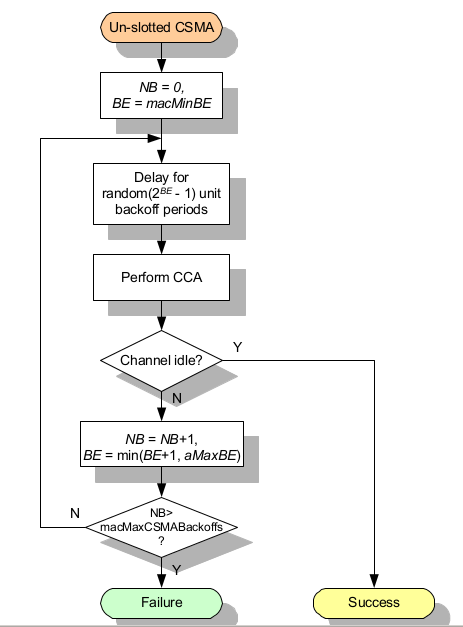 Un-slotted CSMA
NB = 0,
BE = macMinBE
Delay for
random(2^BE - 1) unit
backoff periods
Perform CCA
Channel idle?
Y
N
NB = NB+1,
BE = min(BE+1, aMaxBE)
N
NB>
macMaxCSMABackoffs
?
Y
Failure
Success